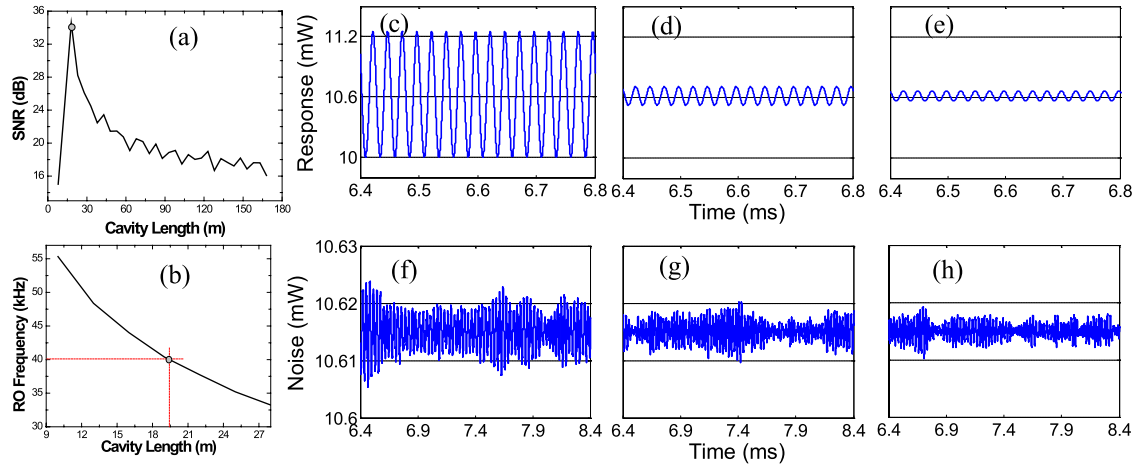 (a)
SNR (dB)
36
32
28
24
20
16
0 30 60 90 120 150 180
Cavity Length (m)
(b)
RO Frequency (kHz)
55
50
45
40
35
30
9 12 15 18 21 24 27
Cavity Length (m)
(c)
Response (mW)
11.2
10.6
10
6.4 6.5 6.6 6.7 6.8
(d)
6.4 6.5 6.6 6.7 6.8
Time (ms)
(e)
6.4 6.5 6.6 6.7 6.8
(f)
Noise (mW)
10.63
10.62
10.61
10.6
6.4 6.9 7.4 7.9 8.4
(g)
6.4 6.9 7.4 7.9 8.4
Time (ms)
(h)
6.4 6.9 7.4 7.9 8.4